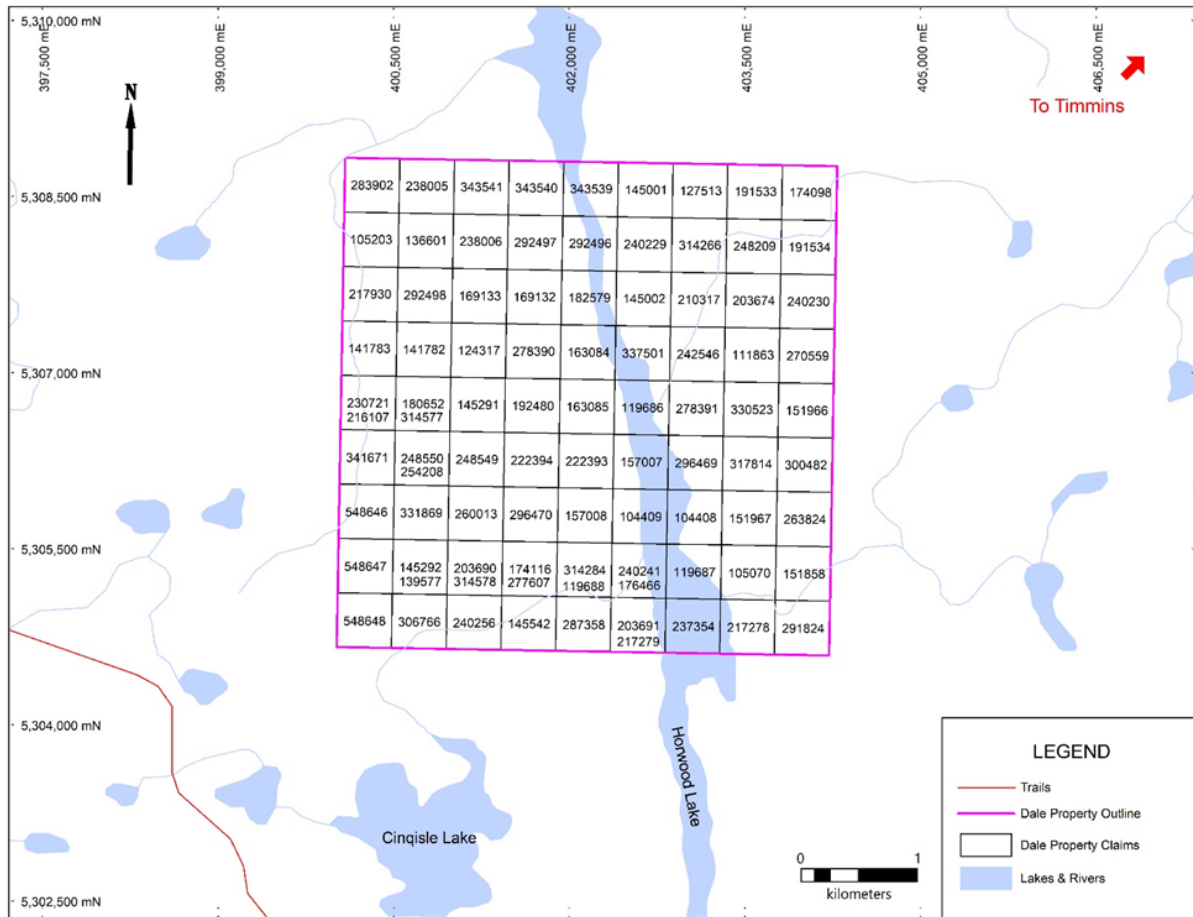 5,310,000 mN
397,500 mE
399,000 mE
400,500 mE
402,000 mE
403,500 mE
405,000 mE
406,500 mE
N
To Timmins
5,308,500 mN
283902 238005 343541 343540 343539 145001 127513 191533 174098
105203 136601 238006 292497 292496 240229 314266 248209 191534
217930 292498 169133 169132 182579 145002 210317 203674 240230
5,307,000 mN
141783 141782 124317 278390 163084 337501 242546 111863 270559
230721 180652 145291 192480 163085 119686 278391 330523 151966
216107 314577
341671 248550 248549 222394 222393 157007 296469 317814 300482
254208
5,305,500 mN
548646 331869 260013 296470 157008 104409 104408 151967 263824
548647 145292 203690 174116 314284 240241 119687 105070 151858
139577 314578 277607 119688 176466
548648 306766 240256 145542 287358 203691 237354 217278 291824
217279
5,304,000 mN
Horwood Lake
Cinqisle Lake
5,302,500 mN
0 1
kilometers
LEGEND
Trails
Dale Property Outline
Dale Property Claims
Lakes & Rivers